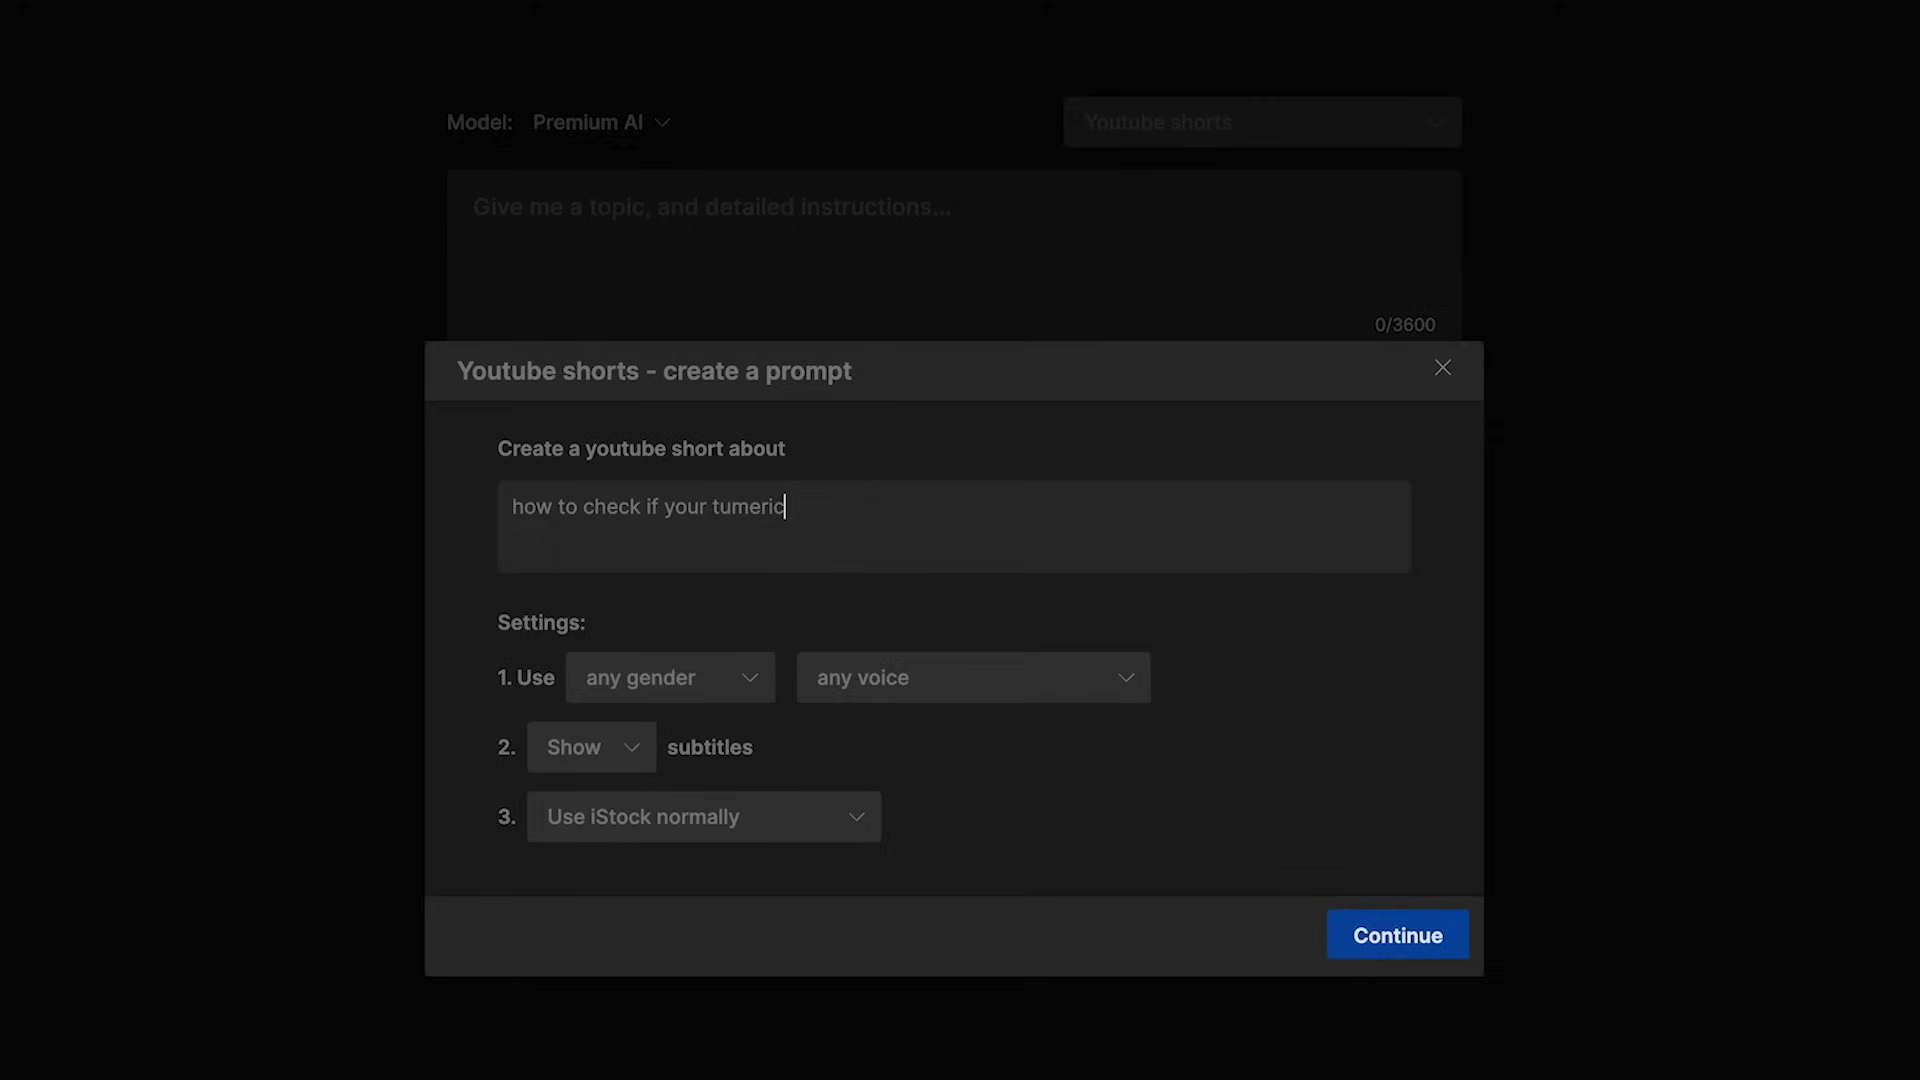 Model: Premium AI
Youtube shorts
Give me a topic, and detailed instructions...
0/3600
Youtube shorts - create a prompt
Create a youtube short about
how to check if your tumeric
Settings:
1. Use any gender any voice
2. Show subtitles
3. Use iStock normally
Continue